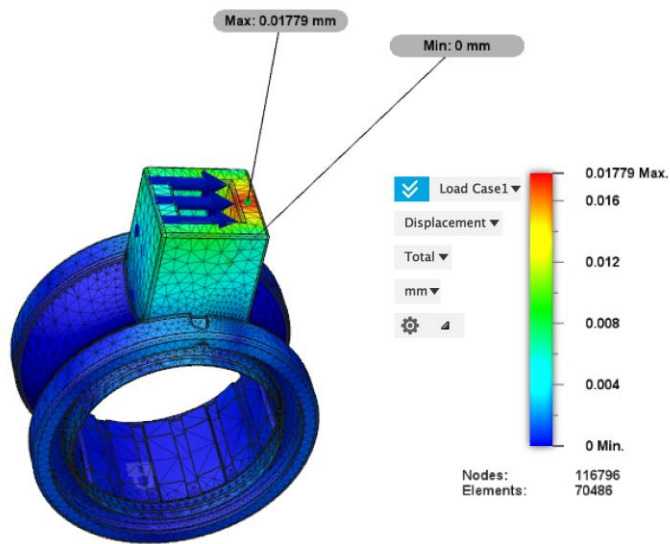 Max: 0.01779 mm
Min: 0 mm
Load Case1
Displacement
Total
mm
0.01779 Max.
0.016
0.012
0.008
0.004
0 Min.
Nodes: 116796
Elements: 70486